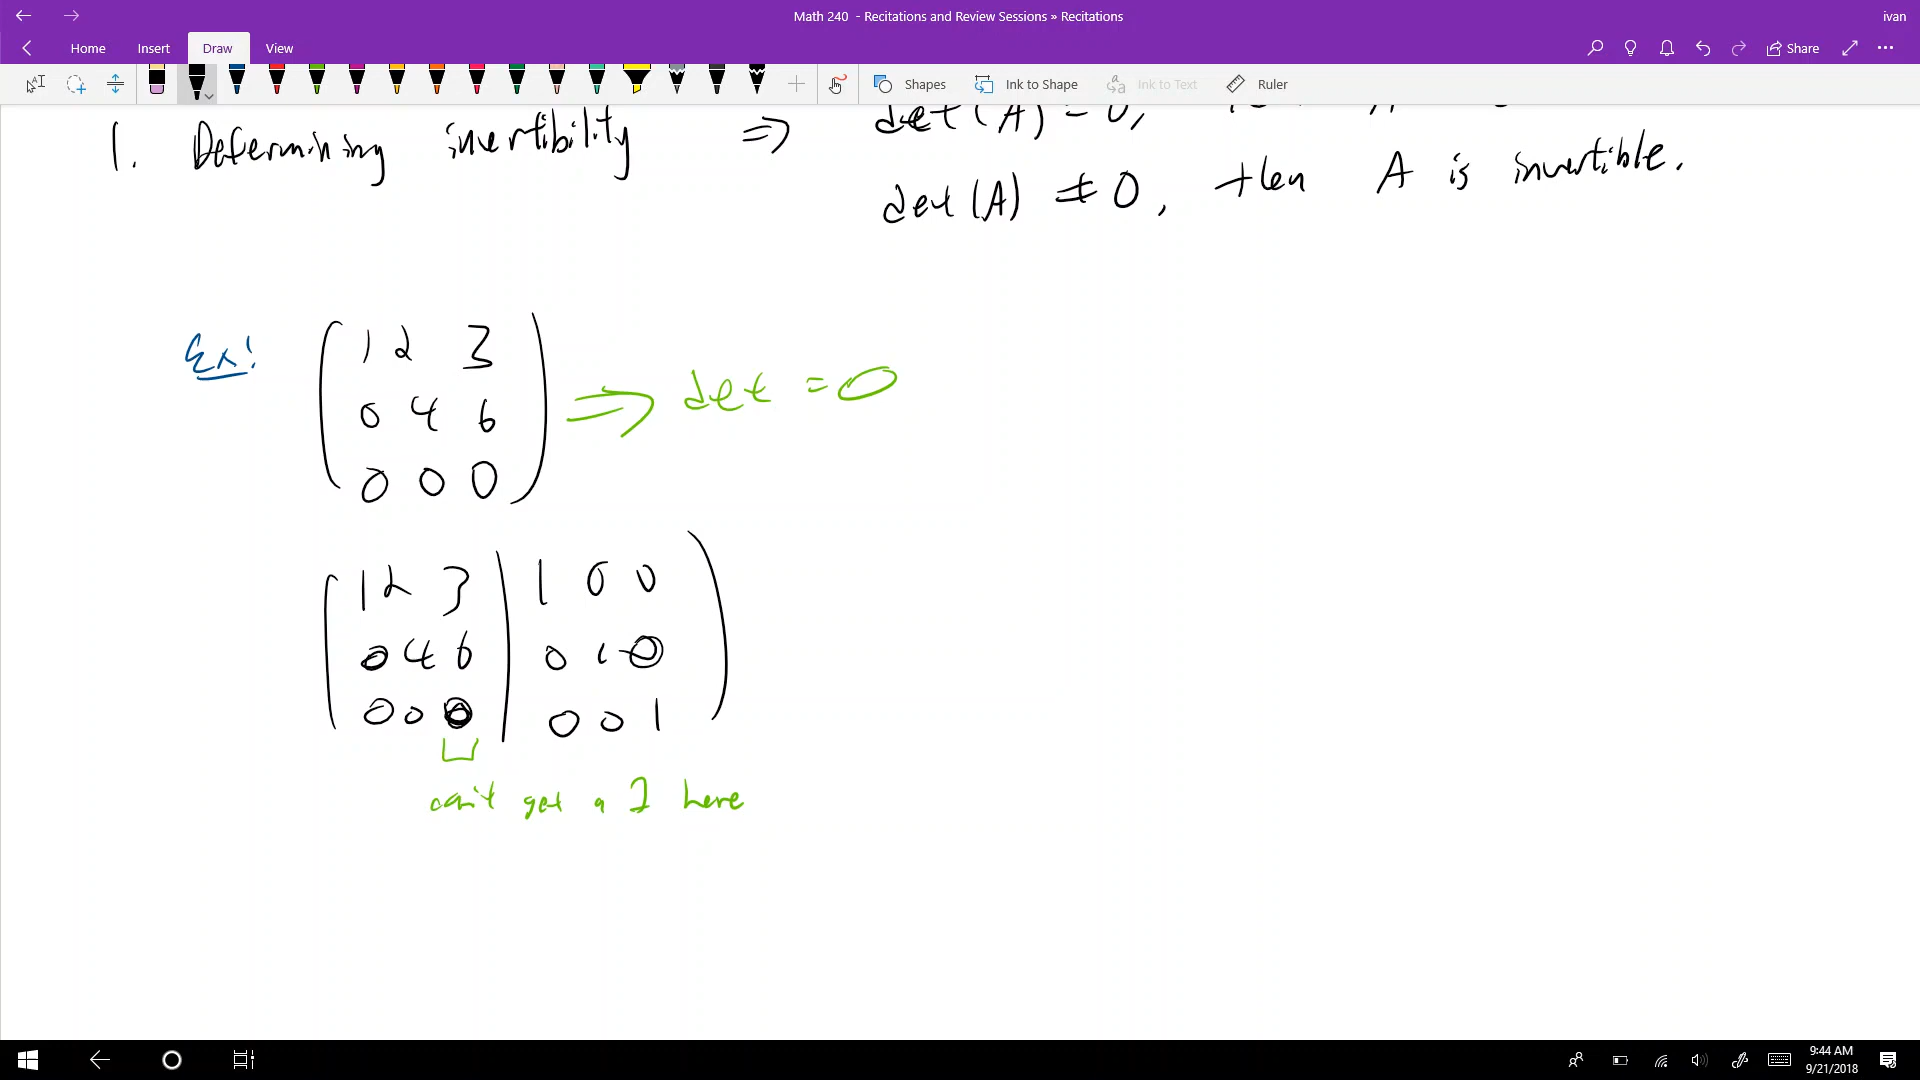 Math 240 - Recitations and Review Sessions » Recitations
ivan
Home Insert Draw View Share
Shapes Ink to Shape Ink to Text Ruler
1. Determining invertibility => det(A) = 0,
det(A) ≠ 0, then A is invertible.
Ex:
1 2 3
0 4 6 => det = 0
0 0 0
1 2 3 | 1 0 0
0 4 6 | 0 1 0
0 0 0 | 0 0 1
can't get a 1 here
9:44 AM
9/21/2018